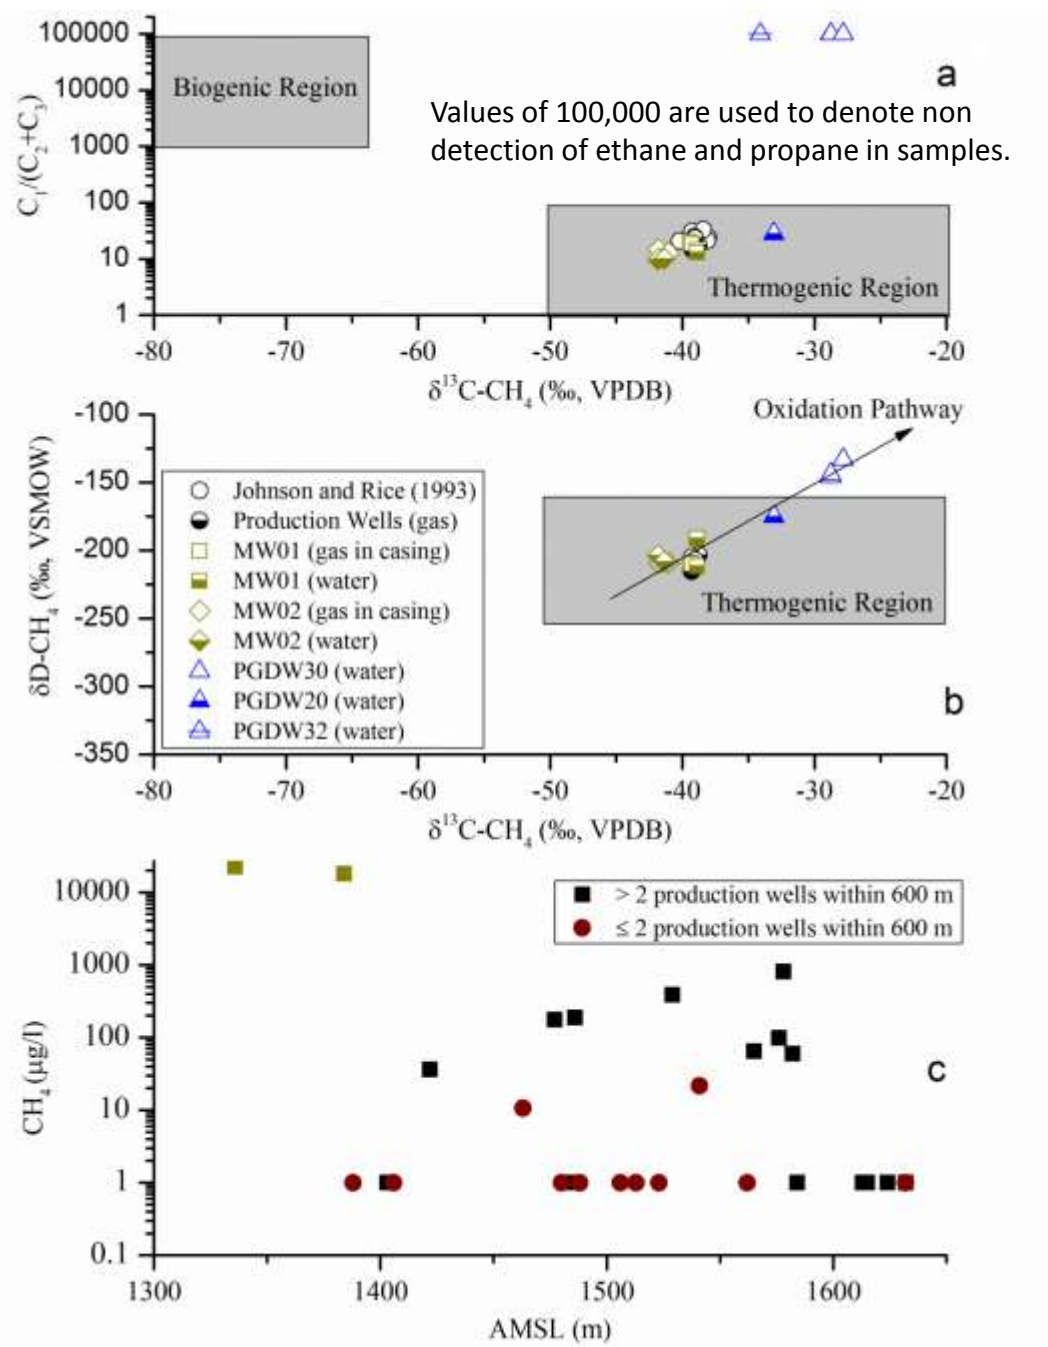 100000
10000
1000
100
10
1
C₁/(C₂+C₃)
Biogenic Region
a
Values of 100,000 are used to denote non
detection of ethane and propane in samples.
Thermogenic Region
-80 -70 -60 -50 -40 -30 -20
δ¹³C-CH₄ (‰, VPDB)
-100
-150
-200
-250
-300
-350
δD-CH₄ (‰, VSMOW)
Oxidation Pathway
Johnson and Rice (1993)
Production Wells (gas)
MW01 (gas in casing)
MW01 (water)
MW02 (gas in casing)
MW02 (water)
PGDW30 (water)
PGDW20 (water)
PGDW32 (water)
Thermogenic Region
b
-80 -70 -60 -50 -40 -30 -20
δ¹³C-CH₄ (‰, VPDB)
10000
1000
100
10
1
0.1
CH₄ (μg/l)
> 2 production wells within 600 m
≤ 2 production wells within 600 m
c
1300 1400 1500 1600
AMSL (m)